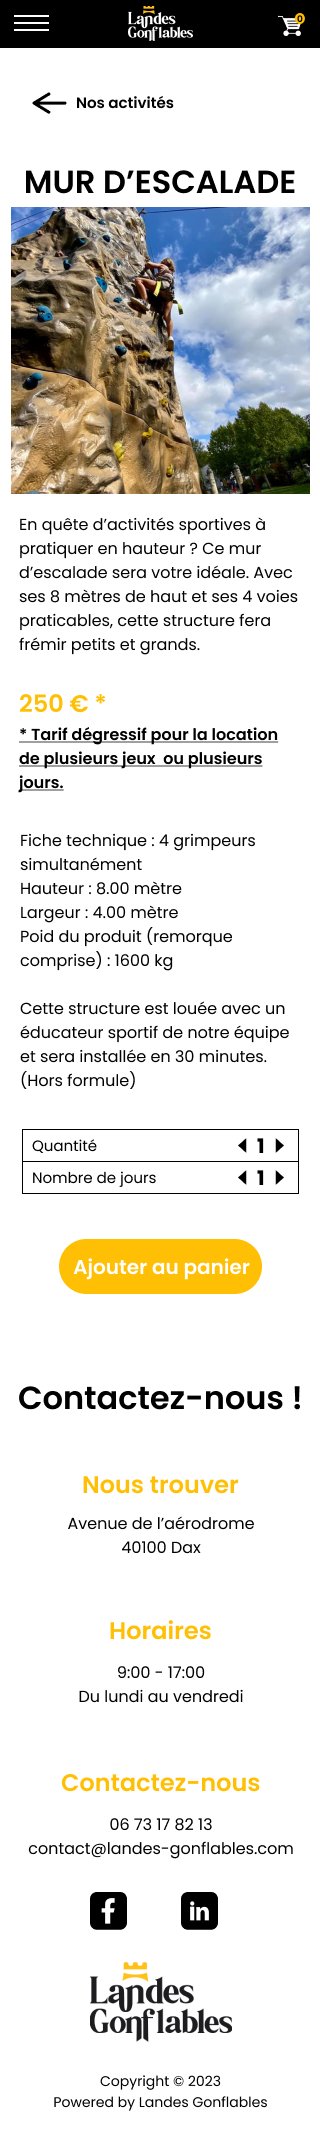 Landes
Gonflables
0
Nos activités
MUR D’ESCALADE
En quête d’activités sportives à
pratiquer en hauteur ? Ce mur
d’escalade sera votre idéale. Avec
ses 8 mètres de haut et ses 4 voies
praticables, cette structure fera
frémir petits et grands.
250 € *
* Tarif dégressif pour la location
de plusieurs jeux  ou plusieurs
jours.
Fiche technique : 4 grimpeurs
simultanément
Hauteur : 8.00 mètre
Largeur : 4.00 mètre
Poid du produit (remorque
comprise) : 1600 kg
Cette structure est louée avec un
éducateur sportif de notre équipe
et sera installée en 30 minutes.
(Hors formule)
Quantité 1
Nombre de jours 1
Ajouter au panier
Contactez-nous !
Nous trouver
Avenue de l’aérodrome
40100 Dax
Horaires
9:00 - 17:00
Du lundi au vendredi
Contactez-nous
06 73 17 82 13
contact@landes-gonflables.com
f in
Landes
Gonflables
Copyright © 2023
Powered by Landes Gonflables